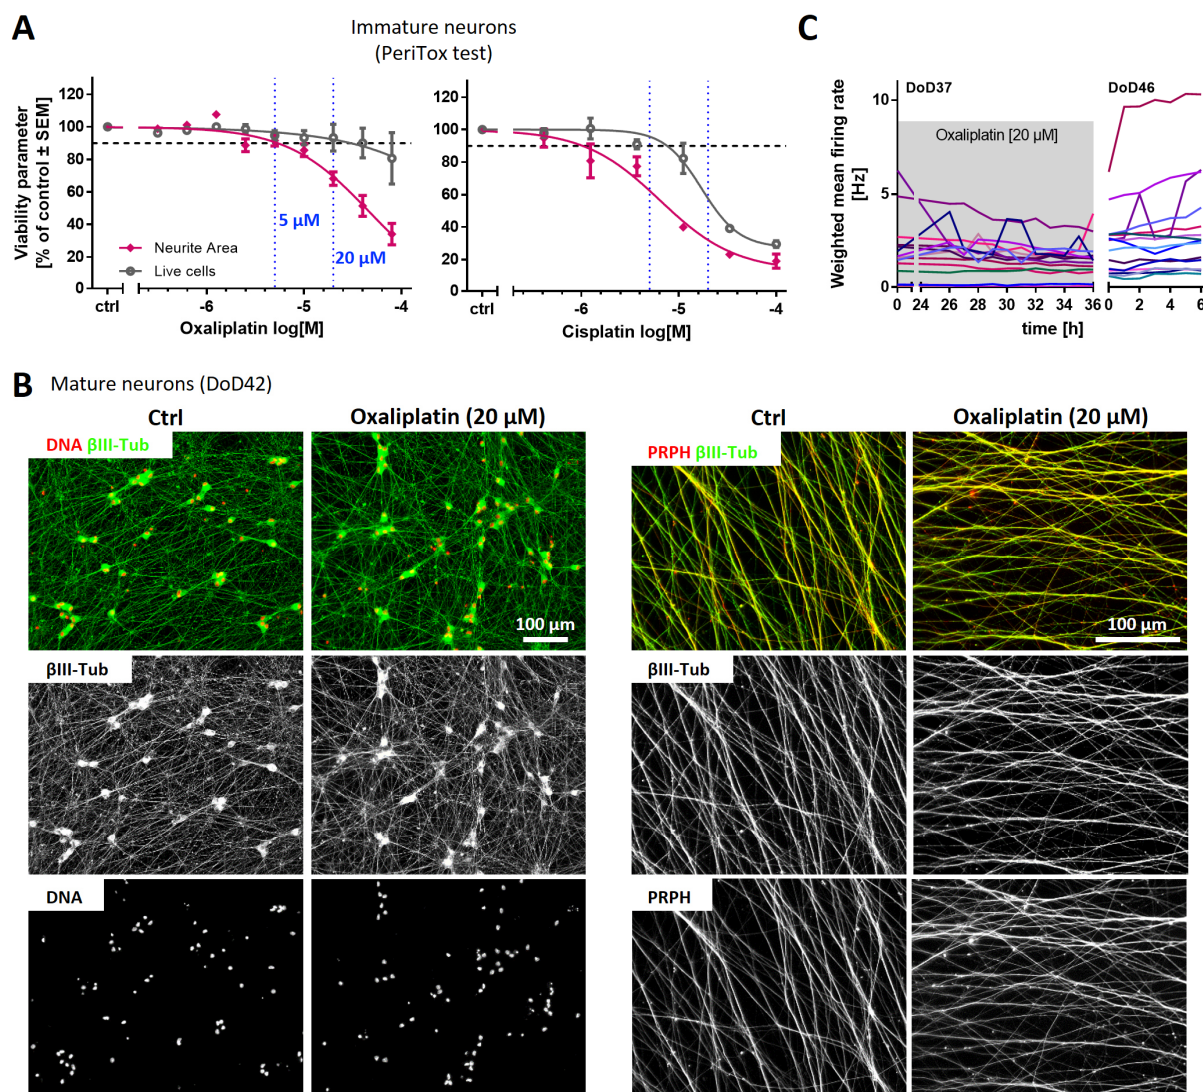 A
Immature neurons
(PeriTox test)
Viability parameter
[% of control ± SEM]
120
100
80
60
40
20
0
5 µM
20 µM
Neurite Area
Live cells
ctrl
-6
-5
-4
Oxaliplatin log[M]
120
100
80
60
40
20
0
ctrl
-6
-5
-4
Cisplatin log[M]
C
Weighted mean firing rate
[Hz]
10
5
0
DoD37
DoD46
Oxaliplatin [20 µM]
0 24 26 28 30 32 34 36
0 2 4 6
time [h]
B Mature neurons (DoD42)
Ctrl
Oxaliplatin (20 µM)
DNA βIII-Tub
100 µm
βIII-Tub
DNA
Ctrl
Oxaliplatin (20 µM)
PRPH βIII-Tub
100 µm
βIII-Tub
PRPH